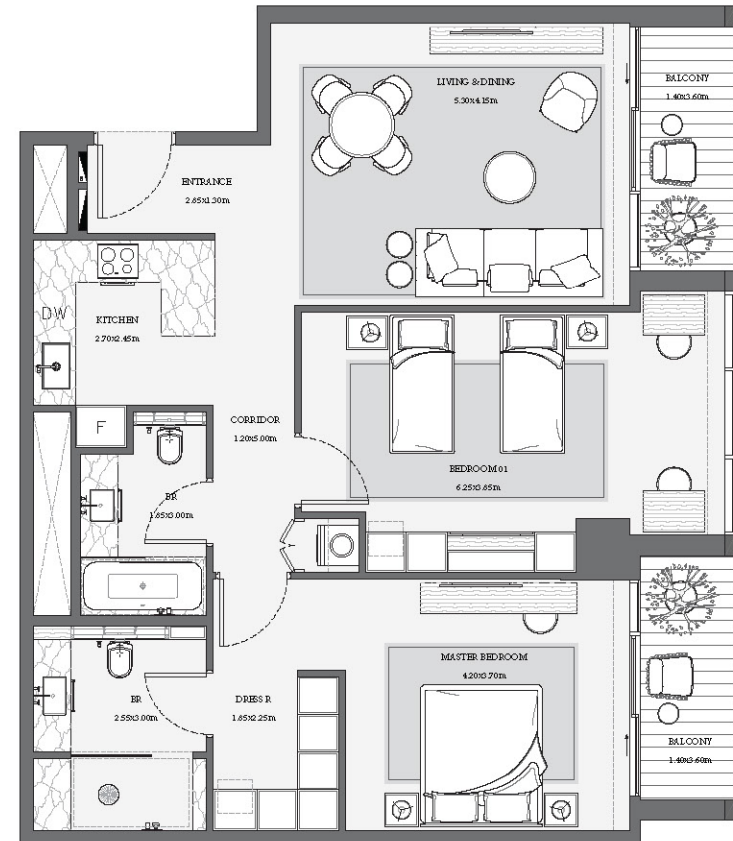 LIVING & DINING
5.30x4.15m
BALCONY
1.40x3.60m
ENTRANCE
2.65x1.30m
DW
KITCHEN
2.70x2.45m
F
CORRIDOR
1.20x5.00m
BEDROOM 01
6.25x3.65m
BR
1.65x3.00m
MASTER BEDROOM
4.20x3.70m
BR
2.55x3.00m
DRESS R
1.65x2.25m
BALCONY
1.40x3.60m